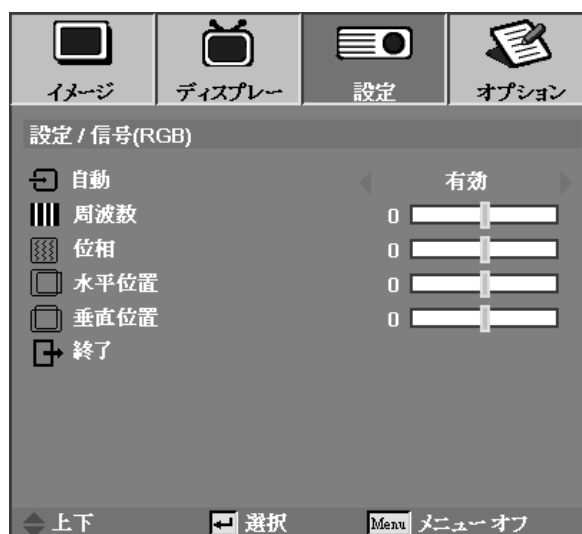 イメージ ディスプレー 設定 オプション
設定 / 信号(RGB)
自動 有効
周波数 0
位相 0
水平位置 0
垂直位置 0
終了
上下 選択 Menu メニュー オフ